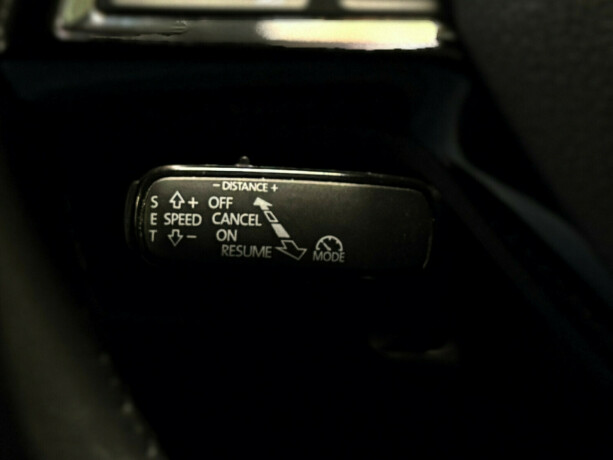 - DISTANCE +
S + OFF
E SPEED CANCEL
T - ON
RESUME MODE